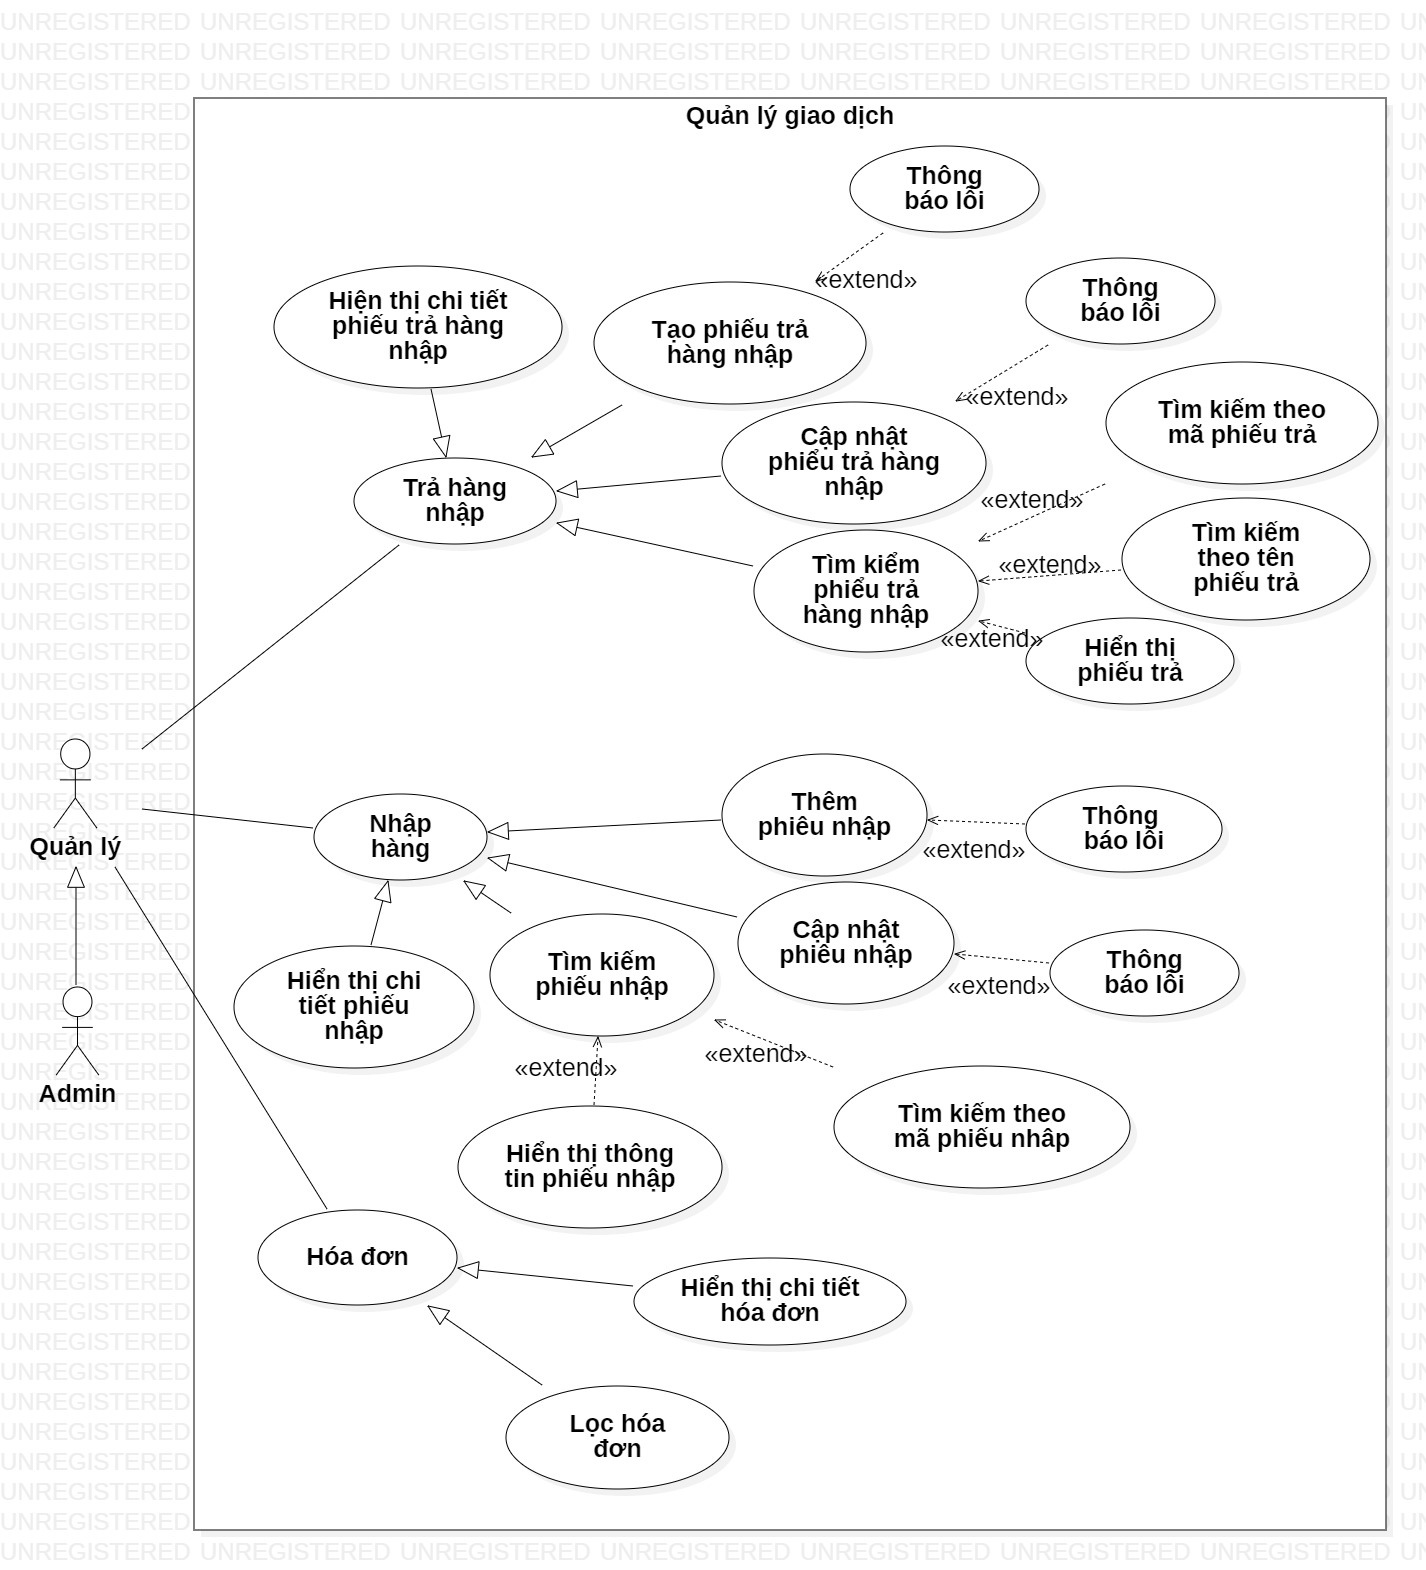 Quản lý giao dịch
Thông
báo lỗi
«extend»
Hiện thị chi tiết
phiếu trả hàng
nhập
Tạo phiếu trả
hàng nhập
Thông
báo lỗi
«extend»
Tìm kiếm theo
mã phiếu trả
Cập nhật
phiểu trả hàng
nhập
Trả hàng
nhập
«extend»
Tìm kiếm
theo tên
phiếu trả
«extend»
Tìm kiểm
phiểu trả
hàng nhập
«extend»
Hiển thị
phiếu trả
Quản lý
Nhập
hàng
Thêm
phiêu nhập
Thông
báo lỗi
«extend»
Cập nhật
phiêu nhập
Thông
báo lỗi
«extend»
Hiển thị chi
tiết phiếu
nhập
Tìm kiếm
phiếu nhập
«extend»
«extend»
Admin
Tìm kiếm theo
mã phiếu nhâp
Hiển thị thông
tin phiếu nhập
Hóa đơn
Hiển thị chi tiết
hóa đơn
Lọc hóa
đơn